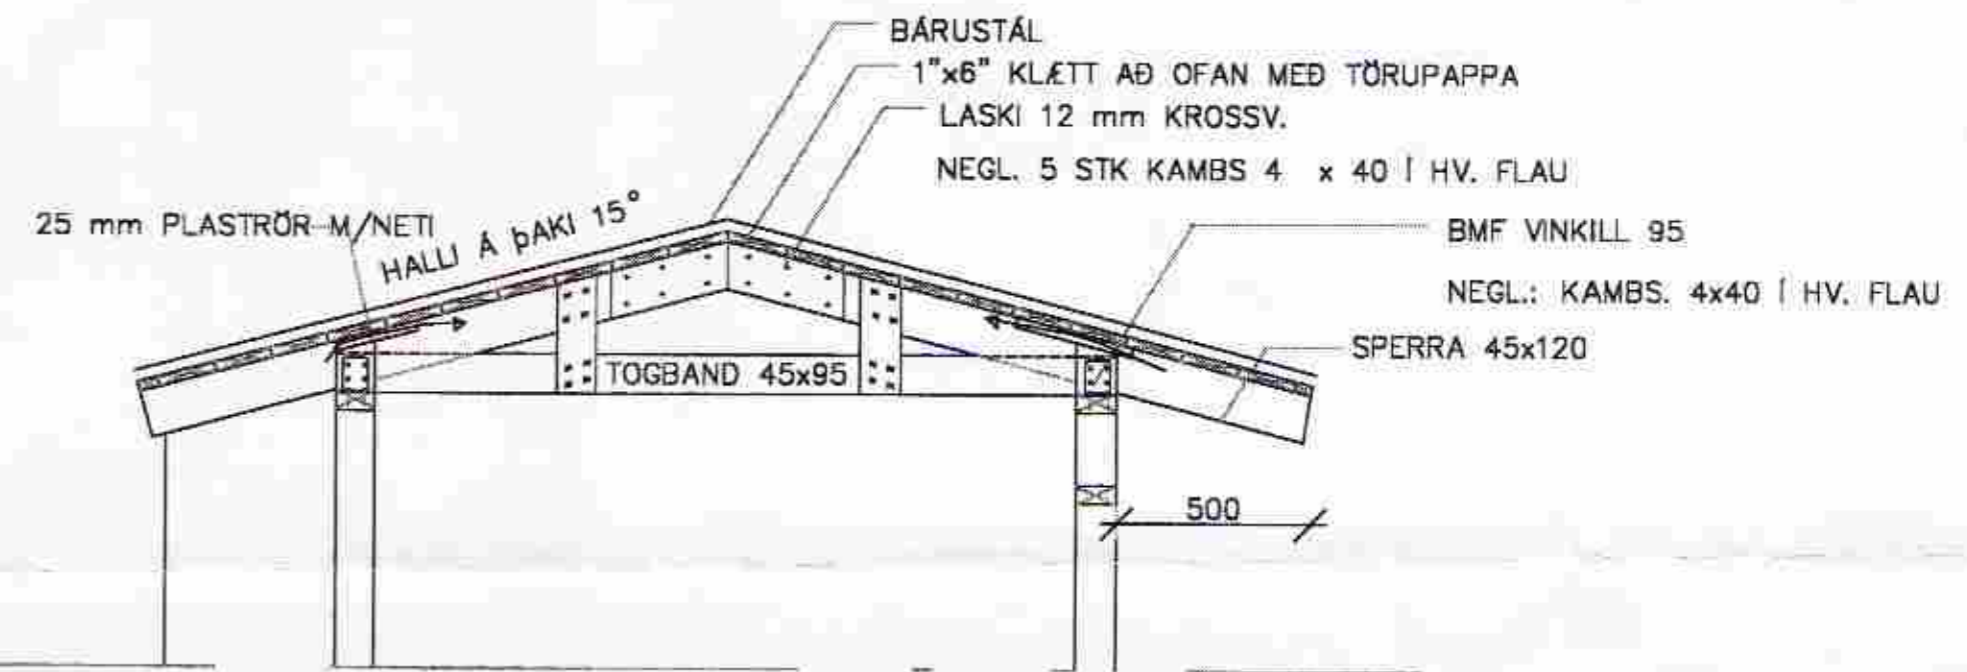 BÁRUSTÁL
1"x6" KLÆTT AÐ OFAN MEÐ TÖRUPAPPA
LASKI 12 mm KROSSV.
NEGL. 5 STK KAMBS 4 x 40 Í HV. FLAU
25 mm PLASTRÖR M/NETI
HALLI Á ÞAKI 15°
BMF VINKILL 95
NEGL.: KAMBS. 4x40 Í HV. FLAU
SPERRA 45x120
TOGBAND 45x95
500